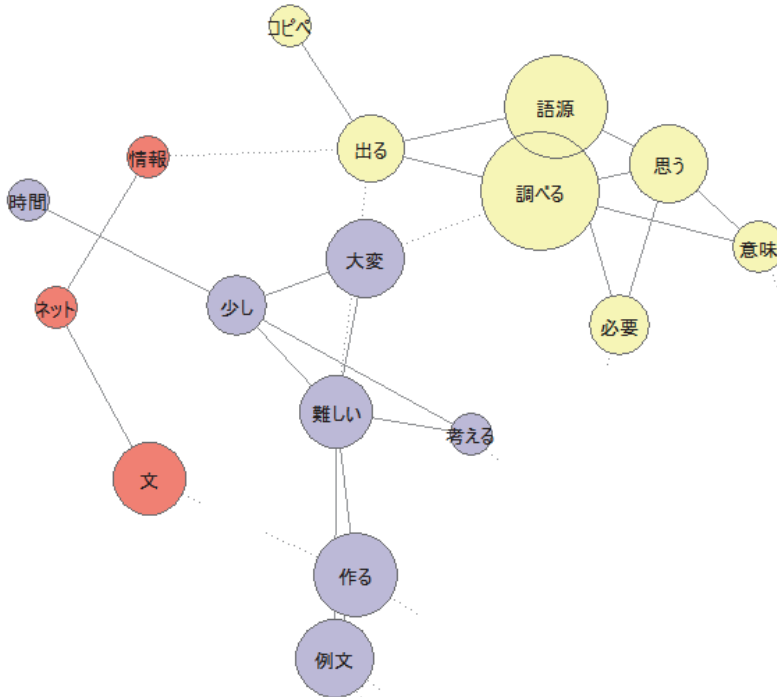 コピペ
語源
出る
情報
思う
調べる
時間
意味
大変
少し
ネット
必要
難しい
考える
文
作る
例文